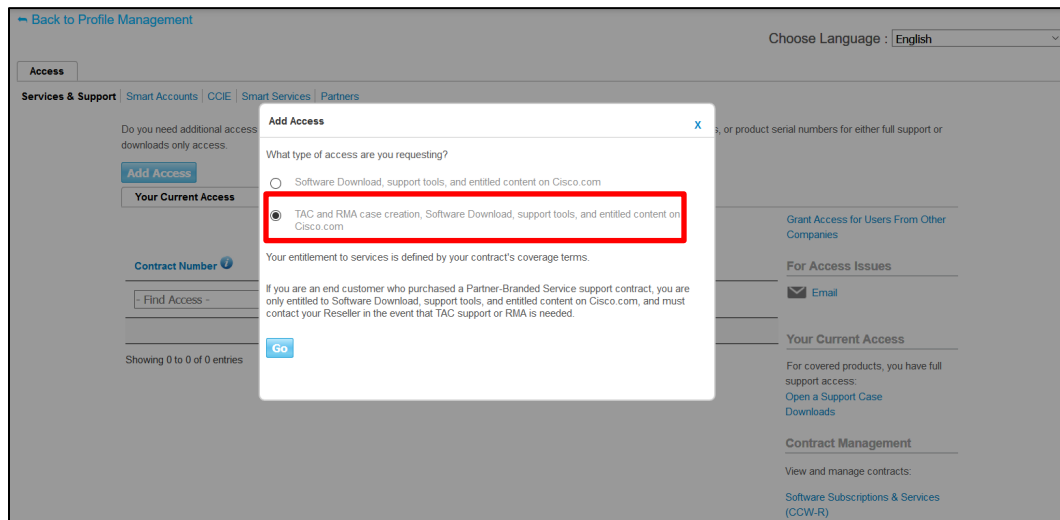 Back to Profile Management
Choose Language : English
Access
Services & Support | Smart Accounts | CCIE | Smart Services | Partners
Do you need additional access
s, or product serial numbers for either full support or
downloads only access.
Add Access
Your Current Access
Add Access
X
What type of access are you requesting?
Software Download, support tools, and entitled content on Cisco.com
TAC and RMA case creation, Software Download, support tools, and entitled content on
Cisco.com
Your entitlement to services is defined by your contract's coverage terms.
If you are an end customer who purchased a Partner-Branded Service support contract, you are
only entitled to Software Download, support tools, and entitled content on Cisco.com, and must
contact your Reseller in the event that TAC support or RMA is needed.
Go
Contract Number
- Find Access -
Showing 0 to 0 of 0 entries
Grant Access for Users From Other
Companies
For Access Issues
Email
Your Current Access
For covered products, you have full
support access:
Open a Support Case
Downloads
Contract Management
View and manage contracts:
Software Subscriptions & Services
(CCW-R)